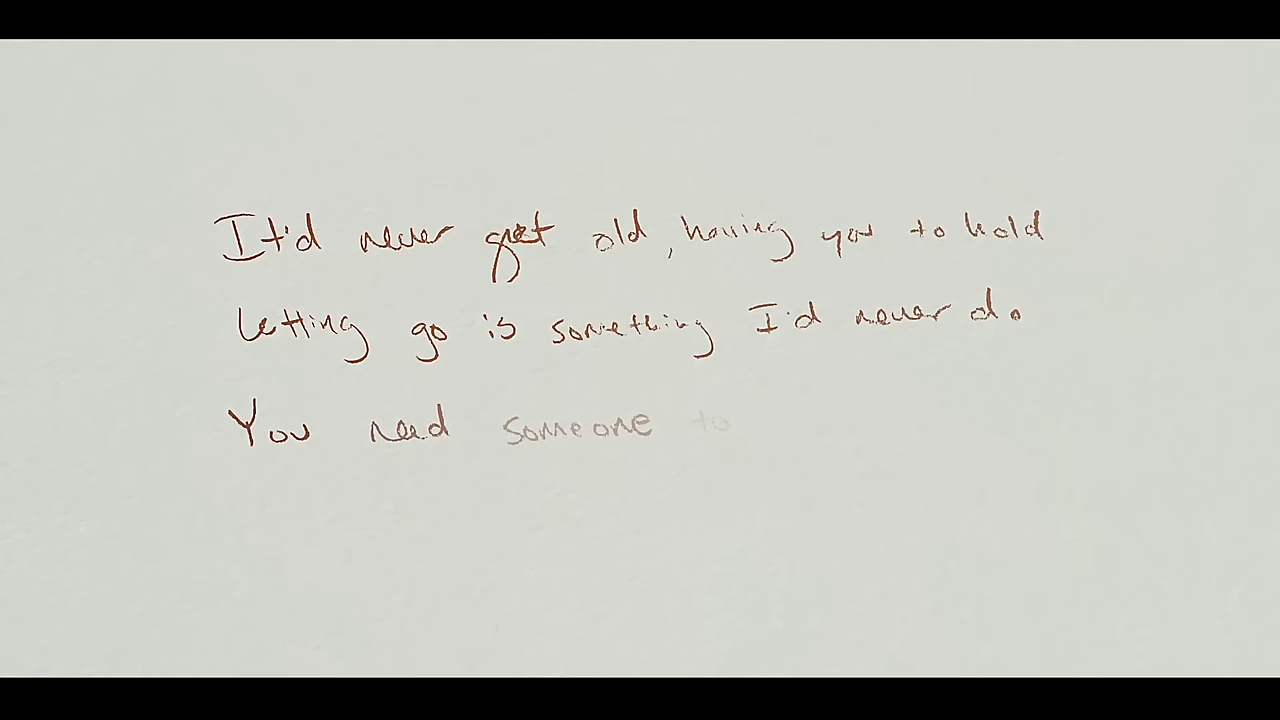 It'd never get old, having you to hold
letting go is something I'd never do
You need someone to